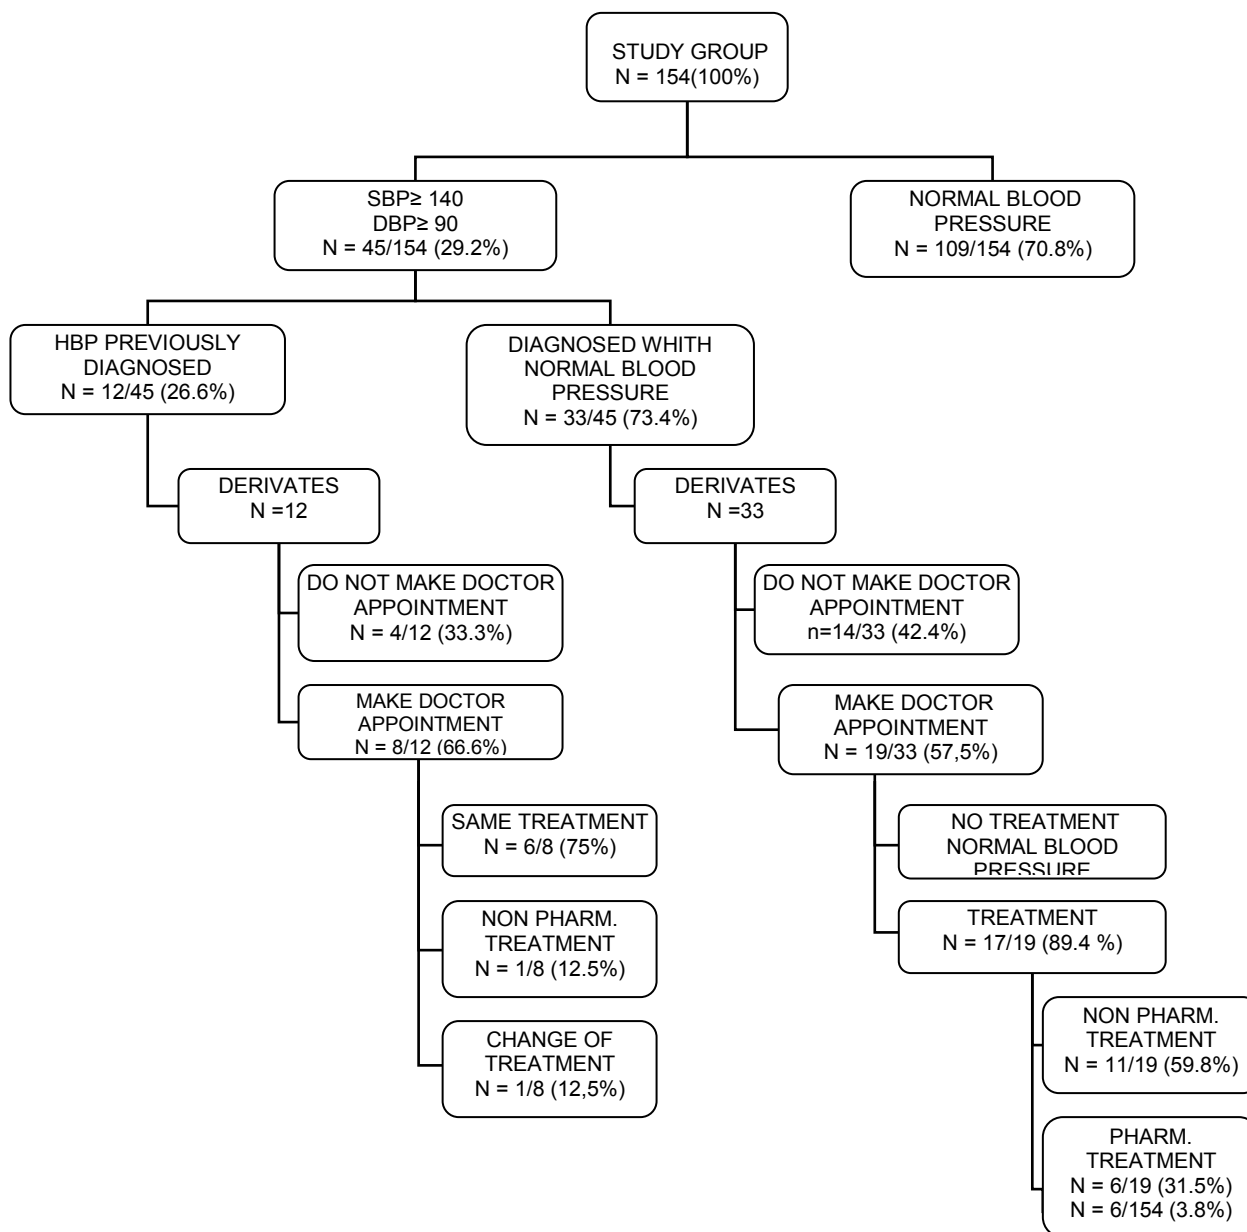 STUDY GROUP
N = 154(100%)
SBP≥ 140
DBP≥ 90
N = 45/154 (29.2%)
NORMAL BLOOD
PRESSURE
N = 109/154 (70.8%)
HBP PREVIOUSLY
DIAGNOSED
N = 12/45 (26.6%)
DIAGNOSED WHITH
NORMAL BLOOD
PRESSURE
N = 33/45 (73.4%)
DERIVATES
N =12
DERIVATES
N =33
DO NOT MAKE DOCTOR
APPOINTMENT
N = 4/12 (33.3%)
DO NOT MAKE DOCTOR
APPOINTMENT
n=14/33 (42.4%)
MAKE DOCTOR
APPOINTMENT
N = 8/12 (66.6%)
MAKE DOCTOR
APPOINTMENT
N = 19/33 (57,5%)
SAME TREATMENT
N = 6/8 (75%)
NO TREATMENT
NORMAL BLOOD
PRESSURE
NON PHARM.
TREATMENT
N = 1/8 (12.5%)
TREATMENT
N = 17/19 (89.4 %)
CHANGE OF
TREATMENT
N = 1/8 (12,5%)
NON PHARM.
TREATMENT
N = 11/19 (59.8%)
PHARM.
TREATMENT
N = 6/19 (31.5%)
N = 6/154 (3.8%)